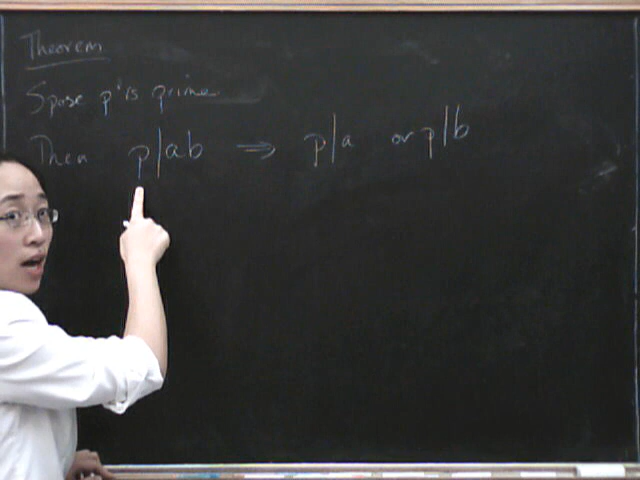 Theorem
Spose p is prime
Then p|ab ⇒ p|a or p|b